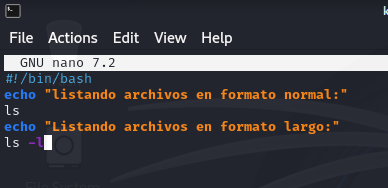 k
File Actions Edit View Help
GNU nano 7.2
#!/bin/bash
echo "listando archivos en formato normal:"
ls
echo "Listando archivos en formato largo:"
ls -l